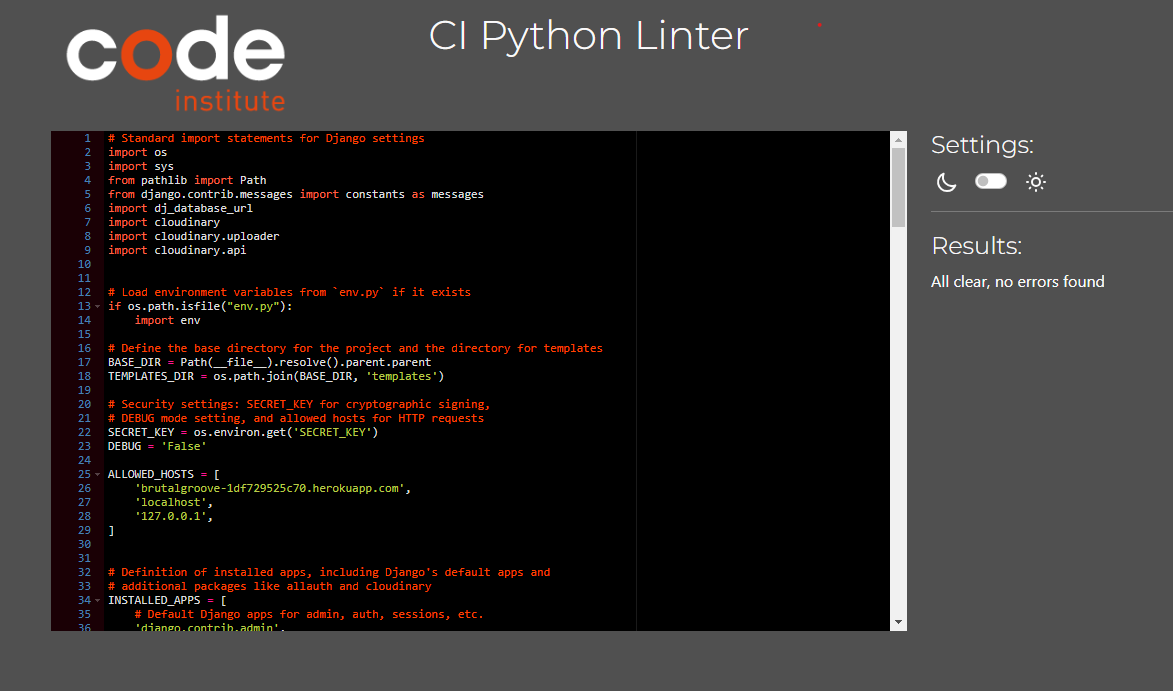 code
institute
CI Python Linter
1 # Standard import statements for Django settings
2 import os
3 import sys
4 from pathlib import Path
5 from django.contrib.messages import constants as messages
6 import dj_database_url
7 import cloudinary
8 import cloudinary.uploader
9 import cloudinary.api
10
11
12 # Load environment variables from `env.py` if it exists
13 if os.path.isfile("env.py"):
14     import env
15
16 # Define the base directory for the project and the directory for templates
17 BASE_DIR = Path(__file__).resolve().parent.parent
18 TEMPLATES_DIR = os.path.join(BASE_DIR, 'templates')
19
20 # Security settings: SECRET_KEY for cryptographic signing,
21 # DEBUG mode setting, and allowed hosts for HTTP requests
22 SECRET_KEY = os.environ.get('SECRET_KEY')
23 DEBUG = 'False'
24
25 ALLOWED_HOSTS = [
26     'brutalgroove-1df729525c70.herokuapp.com',
27     'localhost',
28     '127.0.0.1',
29 ]
30
31
32 # Definition of installed apps, including Django's default apps and
33 # additional packages like allauth and cloudinary
34 INSTALLED_APPS = [
35     # Default Django apps for admin, auth, sessions, etc.
36     'django.contrib.admin',
Settings:
Results:
All clear, no errors found